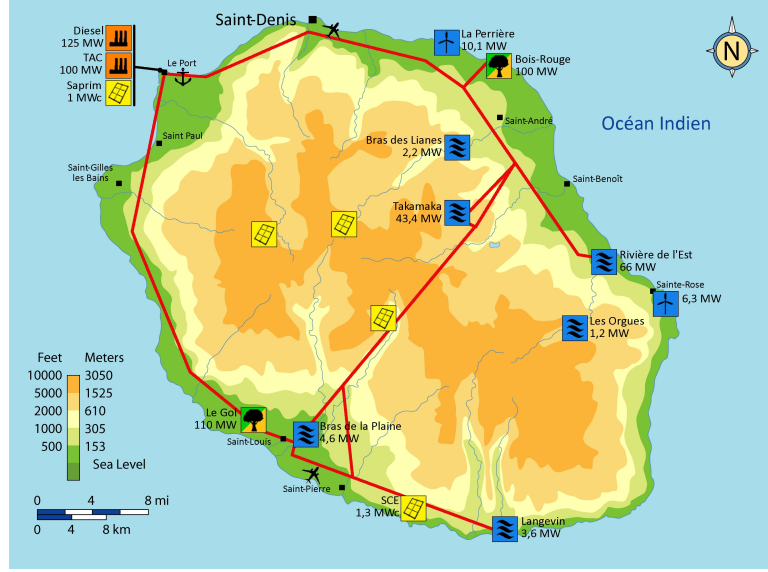 Saint-Denis
Diesel
125 MW
TAC
100 MW
Saprim
1 MWc
Le Port
La Perrière
10,1 MW
Bois-Rouge
100 MW
N
Océan Indien
Saint-André
Saint Paul
Bras des Lianes
2,2 MW
Saint-Gilles
les Bains
Saint-Benoît
Takamaka
43,4 MW
Rivière de l'Est
66 MW
Sainte-Rose
6,3 MW
Les Orgues
1,2 MW
Feet Meters
10000 3050
5000 1525
2000 610
1000 305
500 153
Sea Level
Le Gol
110 MW
Saint-Louis
Bras de la Plaine
4,6 MW
Saint-Pierre
SCE
1,3 MWc
Langevin
3,6 MW
0 4 8 mi
0 4 8 km